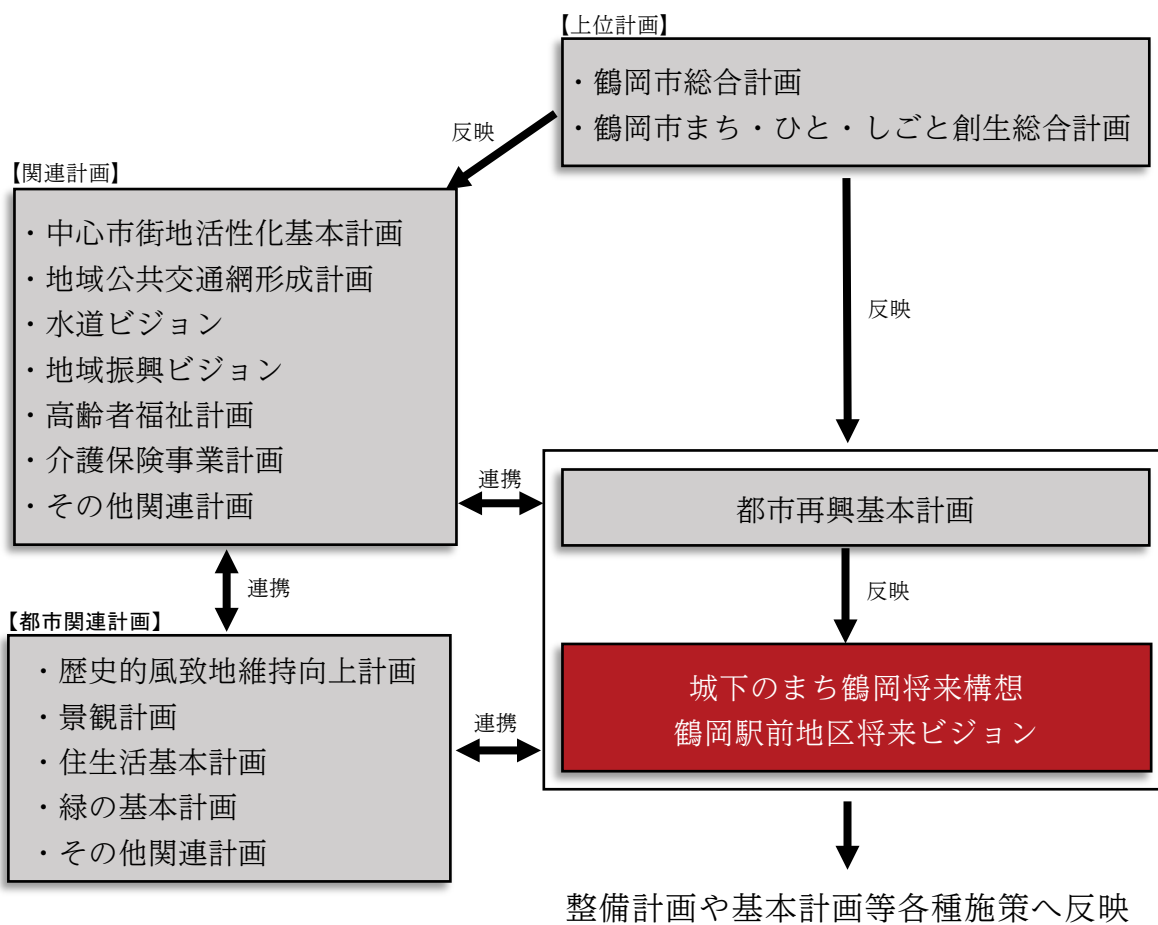 【上位計画】
・鶴岡市総合計画
・鶴岡市まち・ひと・しごと創生総合計画
反映
【関連計画】
・中心市街地活性化基本計画
・地域公共交通網形成計画
・水道ビジョン
・地域振興ビジョン
・高齢者福祉計画
・介護保険事業計画
・その他関連計画
反映
連携
都市再興基本計画
連携
反映
【都市関連計画】
・歴史的風致地維持向上計画
・景観計画
・住生活基本計画
・緑の基本計画
・その他関連計画
連携
城下のまち鶴岡将来構想
鶴岡駅前地区将来ビジョン
整備計画や基本計画等各種施策へ反映